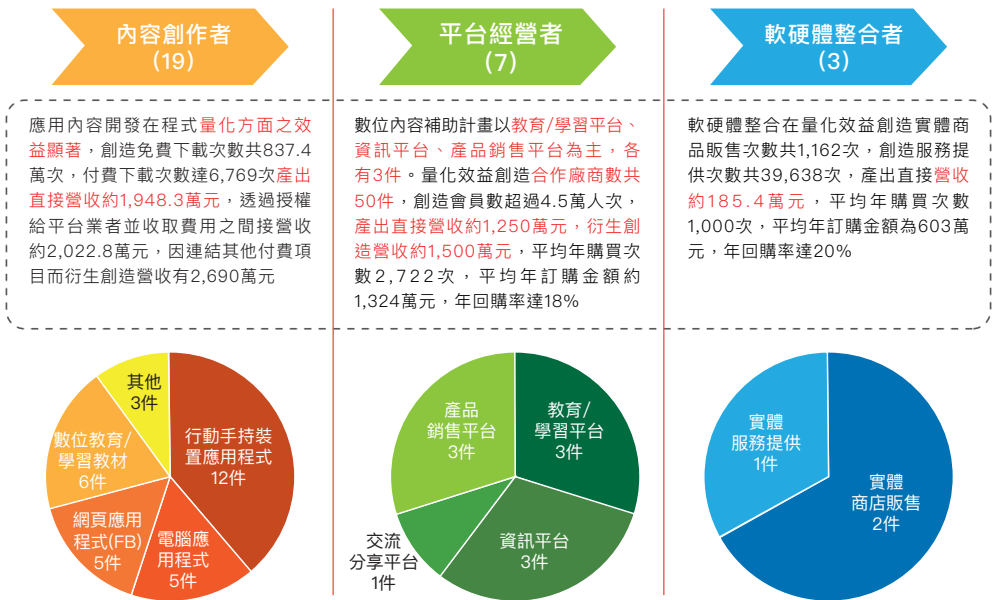 內容創作者
(19)
應用內容開發在程式量化方面之效
益顯著，創造免費下載次數共837.4
萬次，付費下載次數達6,769次產出
直接營收約1,948.3萬元，透過授權
給平台業者並收取費用之間接營收
約2,022.8萬元，因連結其他付費項
目而衍生創造營收有2,690萬元
其他
3件
數位教育/
學習教材
6件
行動手持裝
置應用程式
12件
網頁應用
程式(FB)
5件
電腦應
用程式
5件
平台經營者
(7)
數位內容補助計畫以教育/學習平台、
資訊平台、產品銷售平台為主，各
有3件。量化效益創造合作廠商數共
50件，創造會員數超過4.5萬人次，
產出直接營收約1,250萬元，衍生創
造營收約1,500萬元，平均年購買次
數2,722次，平均年訂購金額約
1,324萬元，年回購率達18%
產品
銷售平台
3件
教育/
學習平台
3件
交流
分享平台
1件
資訊平台
3件
軟硬體整合者
(3)
軟硬體整合在量化效益創造實體商
品販售次數共1,162次，創造服務提
供次數共39,638次，產出直接營收
約185.4萬元，平均年購買次數
1,000次，平均年訂購金額為603萬
元，年回購率達20%
實體
服務提供
1件
實體
商店販售
2件